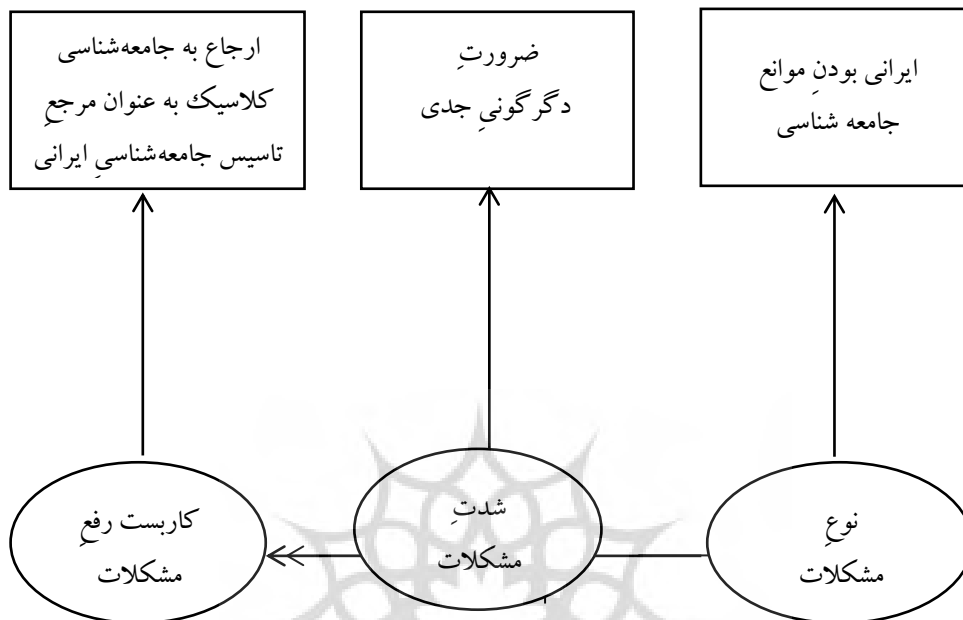 ایرانی بودنِ موانع
جامعه شناسی
ضرورتِ
دگرگونیِ جدی
ارجاع به جامعه‌شناسی
کلاسیک به عنوان مرجعِ
تاسیس جامعه‌شناسیِ ایرانی
نوعِ
مشکلات
شدتِ
مشکلات
کاربست رفعِ
مشکلات